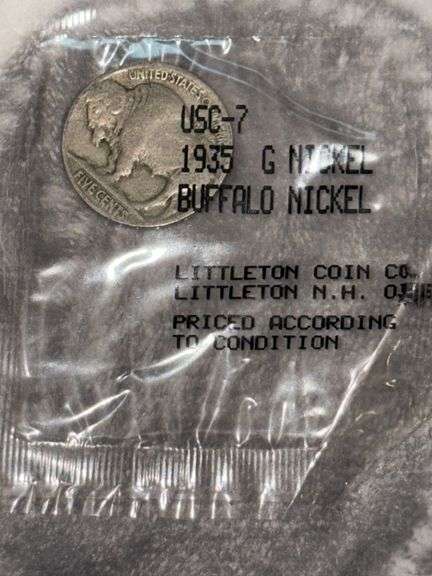 UNITED STATES
FIVE CENTS
USC-7
1935 G NICKEL
BUFFALO NICKEL
LITTLETON COIN CO.
LITTLETON N.H.
PRICED ACCORDING
TO CONDITION